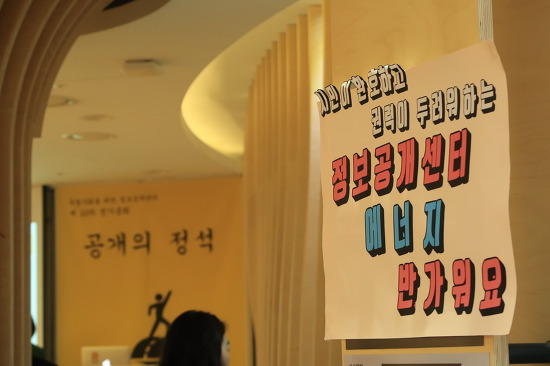 시민이 환호하고
권력이 두려워하는
정보공개센터
에너지
반가워요
공개의 정석